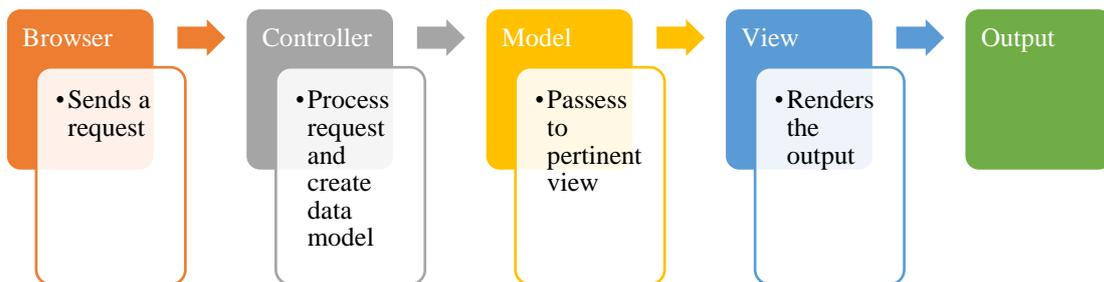 Browser
•Sends a
request
Controller
•Process
request
and
create
data
model
Model
•Passess
to
pertinent
view
View
•Renders
the
output
Output